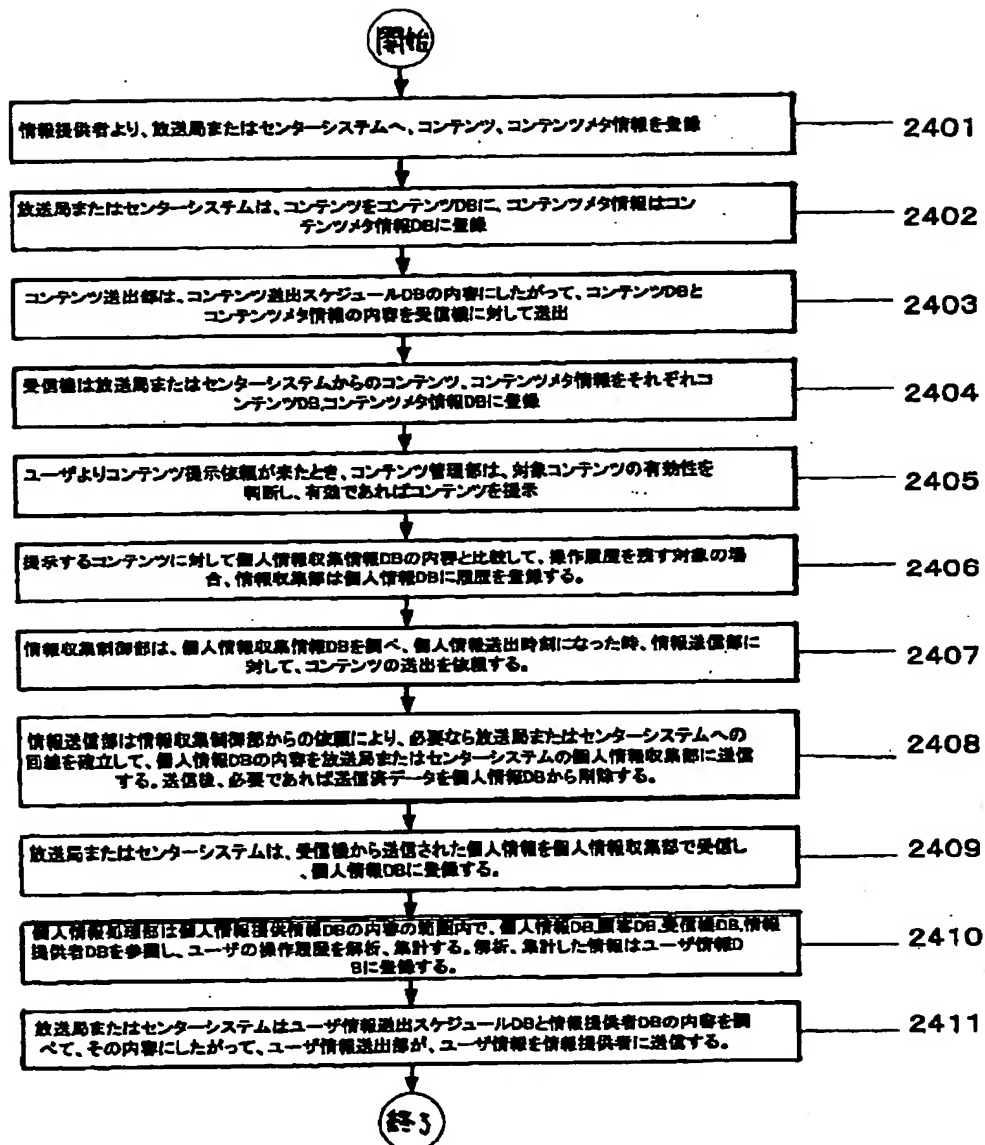 開始
情報提供者より、放送局またはセンターシステムへ、コンテンツ、コンテンツメタ情報を登録
2401
放送局またはセンターシステムは、コンテンツをコンテンツDBに、コンテンツメタ情報はコン
テンツメタ情報DBに登録
2402
コンテンツ送出部は、コンテンツ送出スケジュールDBの内容にしたがって、コンテンツDBと
コンテンツメタ情報の内容を受信機に対して送出
2403
受信機は放送局またはセンターシステムからのコンテンツ、コンテンツメタ情報をそれぞれコ
ンテンツDB,コンテンツメタ情報DBに登録
2404
ユーザよりコンテンツ提示依頼が来たとき、コンテンツ管理部は、対象コンテンツの有効性を
判断し、有効であればコンテンツを提示
2405
提示するコンテンツに対して個人情報収集情報DBの内容と比較して、操作履歴を残す対象の場
合、情報収集部は個人情報DBに履歴を登録する。
2406
情報収集制御部は、個人情報収集情報DBを調べ、個人情報送出時刻になった時、情報送信部に
対して、コンテンツの送出を依頼する。
2407
情報送信部は情報収集制御部からの依頼により、必要なら放送局またはセンターシステムへの
回線を確立して、個人情報DBの内容を放送局またはセンターシステムの個人情報収集部に送信
する。送信後、必要であれば送信済データを個人情報DBから削除する。
2408
放送局またはセンターシステムは、受信機から送信された個人情報を個人情報収集部で受信し
、個人情報DBに登録する。
2409
個人情報処理部は個人情報提供情報DBの内容の範囲内で、個人情報DB,顧客DB,受信機DB,情報
提供者DBを参照し、ユーザの操作履歴を解析、集計する。解析、集計した情報はユーザ情報D
Bに登録する。
2410
放送局またはセンターシステムはユーザ情報送出スケジュールDBと情報提供者DBの内容を調
べて、その内容にしたがって、ユーザ情報送出部が、ユーザ情報を情報提供者に送信する。
2411
終了